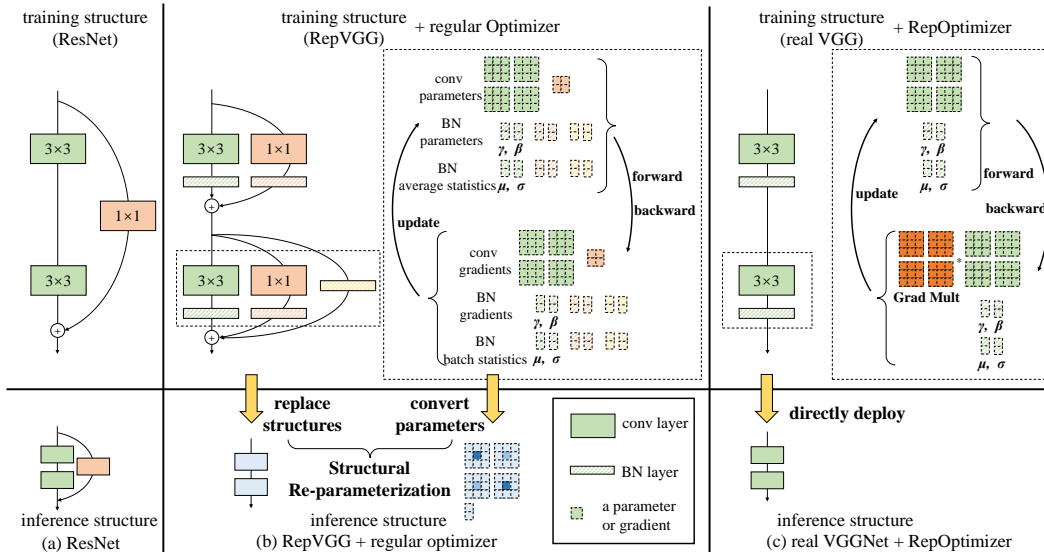 training structure
(ResNet)
3×3
1×1
3×3
+
inference structure
(a) ResNet
training structure
(RepVGG)
+ regular Optimizer
3×3
1×1
+
3×3
1×1
+
conv
parameters
BN
parameters
γ, β
BN
average statistics
μ, σ
forward
backward
update
conv
gradients
BN
gradients
γ, β
BN
batch statistics
μ, σ
replace
structures
convert
parameters
Structural
Re-parameterization
inference structure
(b) RepVGG + regular optimizer
conv layer
BN layer
a parameter
or gradient
training structure
(real VGG)
+ RepOptimizer
3×3
3×3
γ, β
μ, σ
forward
backward
update
*
Grad Mult
γ, β
μ, σ
directly deploy
inference structure
(c) real VGGNet + RepOptimizer